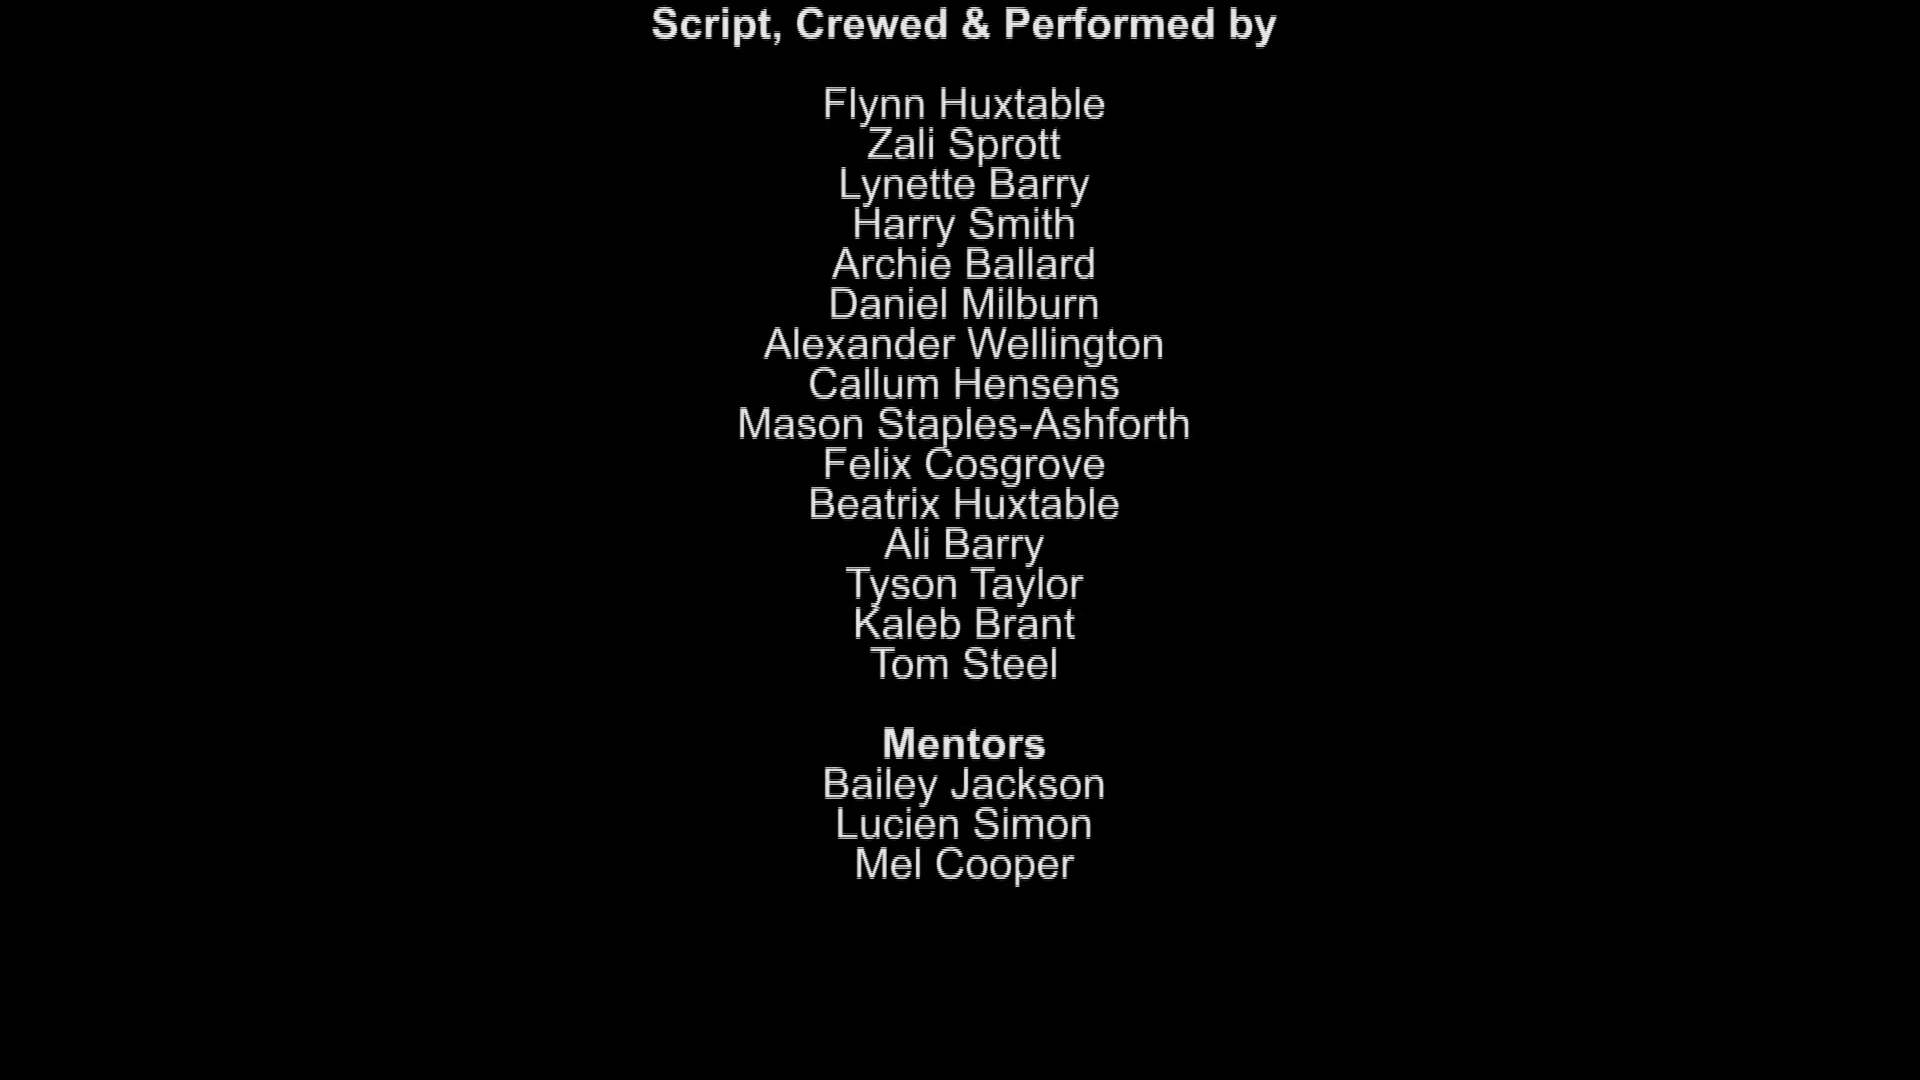 Script, Crewed & Performed by
Flynn Huxtable
Zali Sprott
Lynette Barry
Harry Smith
Archie Ballard
Daniel Milburn
Alexander Wellington
Callum Hensens
Mason Staples-Ashforth
Felix Cosgrove
Beatrix Huxtable
Ali Barry
Tyson Taylor
Kaleb Brant
Tom Steel
Mentors
Bailey Jackson
Lucien Simon
Mel Cooper